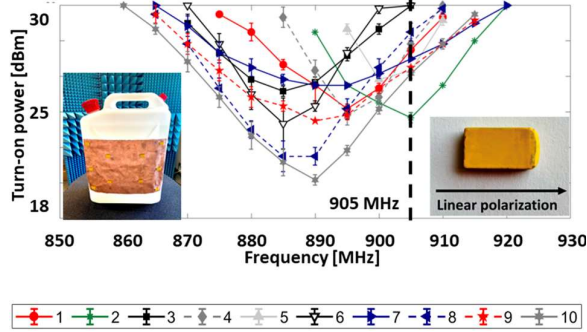 30
25
18
Turn-on power [dBm]
905 MHz
Linear polarization
850 860 870 880 890 900 910 920 930
Frequency [MHz]
1 2 3 4 5 6 7 8 9 10